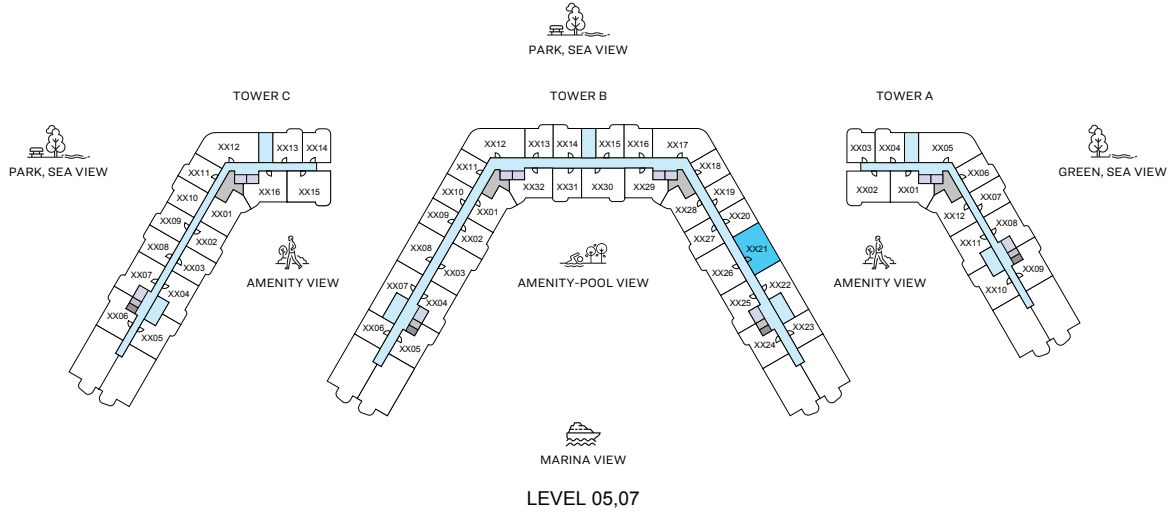 PARK, SEA VIEW
TOWER C
TOWER B
TOWER A
PARK, SEA VIEW
GREEN, SEA VIEW
XX12
XX13
XX14
XX11
XX16
XX15
XX10
XX01
XX09
XX02
XX08
XX03
XX07
XX04
XX06
XX05
AMENITY VIEW
XX12
XX13
XX14
XX15
XX16
XX17
XX11
XX32
XX31
XX30
XX29
XX18
XX10
XX01
XX28
XX19
XX09
XX02
XX27
XX20
XX08
XX03
XX26
XX21
XX07
XX04
XX25
XX22
XX06
XX05
XX24
XX23
AMENITY-POOL VIEW
AMENITY VIEW
XX03
XX04
XX05
XX02
XX01
XX06
XX12
XX07
XX11
XX08
XX10
XX09
MARINA VIEW
LEVEL 05,07